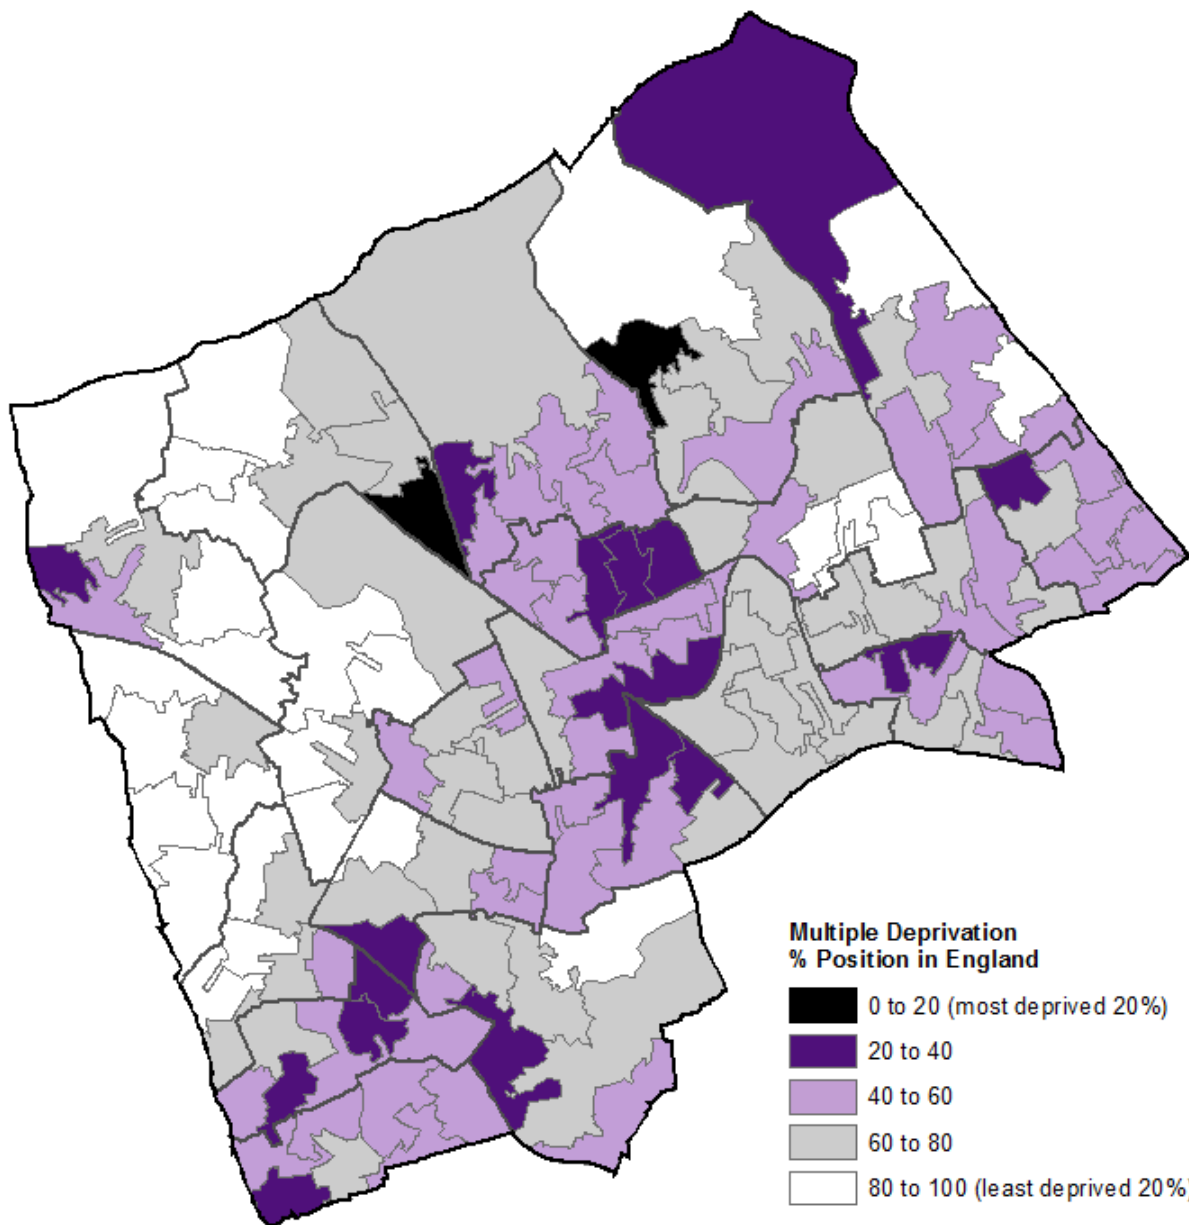 Multiple Deprivation
% Position in England
0 to 20 (most deprived 20%)
20 to 40
40 to 60
60 to 80
80 to 100 (least deprived 20%)